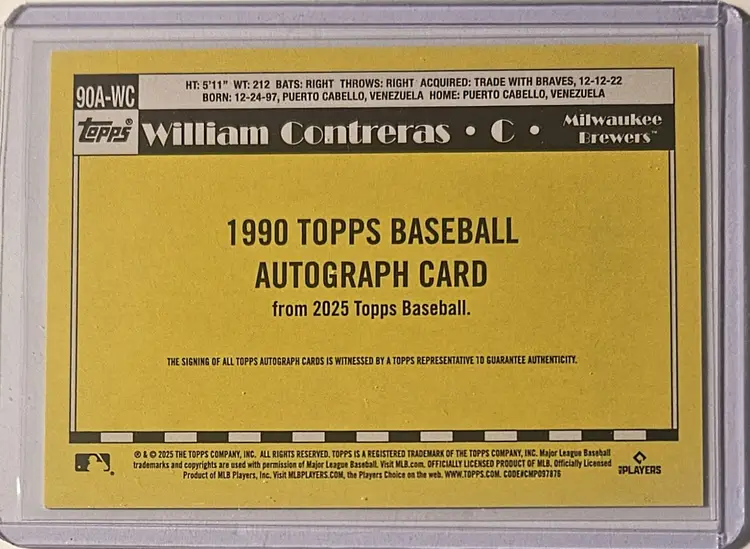 90A-WC
HT: 5'11" WT: 212 BATS: RIGHT THROWS: RIGHT ACQUIRED: TRADE WITH BRAVES, 12-12-22
BORN: 12-24-97, PUERTO CABELLO, VENEZUELA HOME: PUERTO CABELLO, VENEZUELA
Topps® William Contreras • C • Milwaukee
Brewers™
1990 TOPPS BASEBALL
AUTOGRAPH CARD
from 2025 Topps Baseball.
THE SIGNING OF ALL TOPPS AUTOGRAPH CARDS IS WITNESSED BY A TOPPS REPRESENTATIVE TO GUARANTEE AUTHENTICITY.
® & © 2025 THE TOPPS COMPANY, INC. ALL RIGHTS RESERVED. TOPPS IS A REGISTERED TRADEMARK OF THE TOPPS COMPANY, INC. Major League Baseball
trademarks and copyrights are used with permission of Major League Baseball. Visit MLB.com. OFFICIALLY LICENSED PRODUCT OF MLB. Officially Licensed
Product of MLB Players, Inc. Visit MLBPLAYERS.COM, the Players Choice on the web. WWW.TOPPS.COM. CODE#CMP097876
MLB PLAYERS